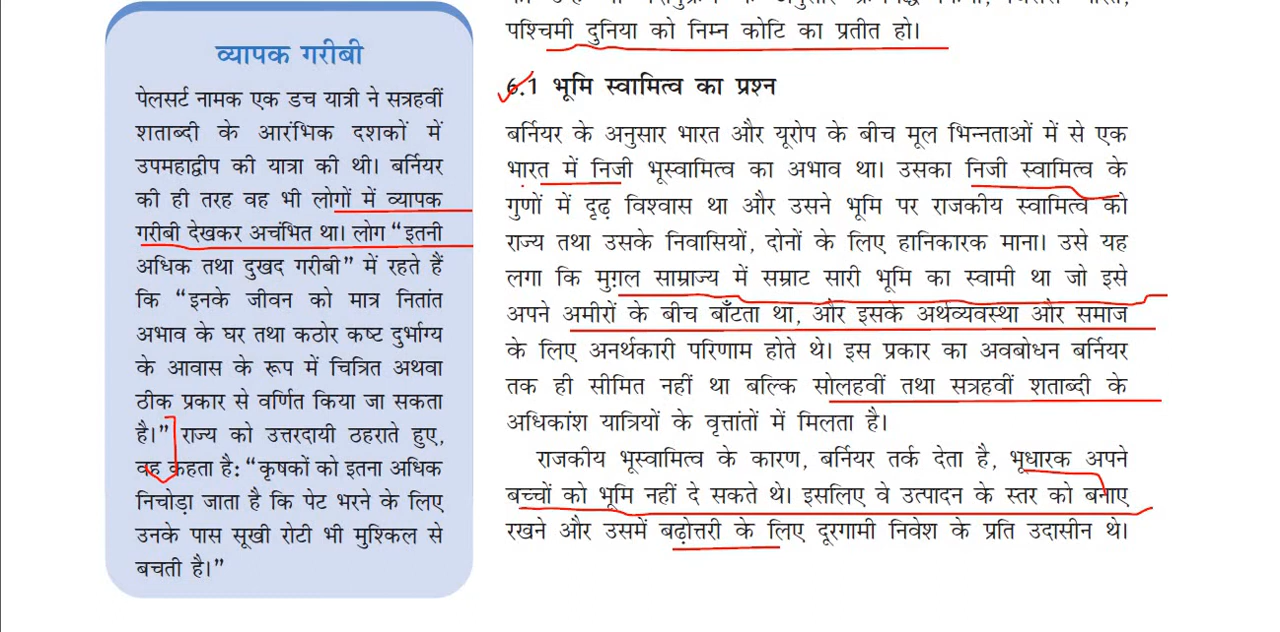 व्यापक गरीबी
पेलसर्ट नामक एक डच यात्री ने सत्रहवीं
शताब्दी के आरंभिक दशकों में
उपमहाद्वीप की यात्रा की थी। बर्नियर
की ही तरह वह भी लोगों में व्यापक
गरीबी देखकर अचंभित था। लोग “इतनी
अधिक तथा दुखद गरीबी” में रहते हैं
कि “इनके जीवन को मात्र नितांत
अभाव के घर तथा कठोर कष्ट दुर्भाग्य
के आवास के रूप में चित्रित अथवा
ठीक प्रकार से वर्णित किया जा सकता
है।” राज्य को उत्तरदायी ठहराते हुए,
वह कहता है: “कृषकों को इतना अधिक
निचोड़ा जाता है कि पेट भरने के लिए
उनके पास सूखी रोटी भी मुश्किल से
बचती है।”
पश्चिमी दुनिया को निम्न कोटि का प्रतीत हो।
6.1 भूमि स्वामित्व का प्रश्न
बर्नियर के अनुसार भारत और यूरोप के बीच मूल भिन्नताओं में से एक
भारत में निजी भूस्वामित्व का अभाव था। उसका निजी स्वामित्व के
गुणों में दृढ़ विश्वास था और उसने भूमि पर राजकीय स्वामित्व को
राज्य तथा उसके निवासियों, दोनों के लिए हानिकारक माना। उसे यह
लगा कि मुग़ल साम्राज्य में सम्राट सारी भूमि का स्वामी था जो इसे
अपने अमीरों के बीच बाँटता था, और इसके अर्थव्यवस्था और समाज
के लिए अनर्थकारी परिणाम होते थे। इस प्रकार का अवबोधन बर्नियर
तक ही सीमित नहीं था बल्कि सोलहवीं तथा सत्रहवीं शताब्दी के
अधिकांश यात्रियों के वृत्तांतों में मिलता है।
राजकीय भूस्वामित्व के कारण, बर्नियर तर्क देता है, भूधारक अपने
बच्चों को भूमि नहीं दे सकते थे। इसलिए वे उत्पादन के स्तर को बनाए
रखने और उसमें बढ़ोत्तरी के लिए दूरगामी निवेश के प्रति उदासीन थे।